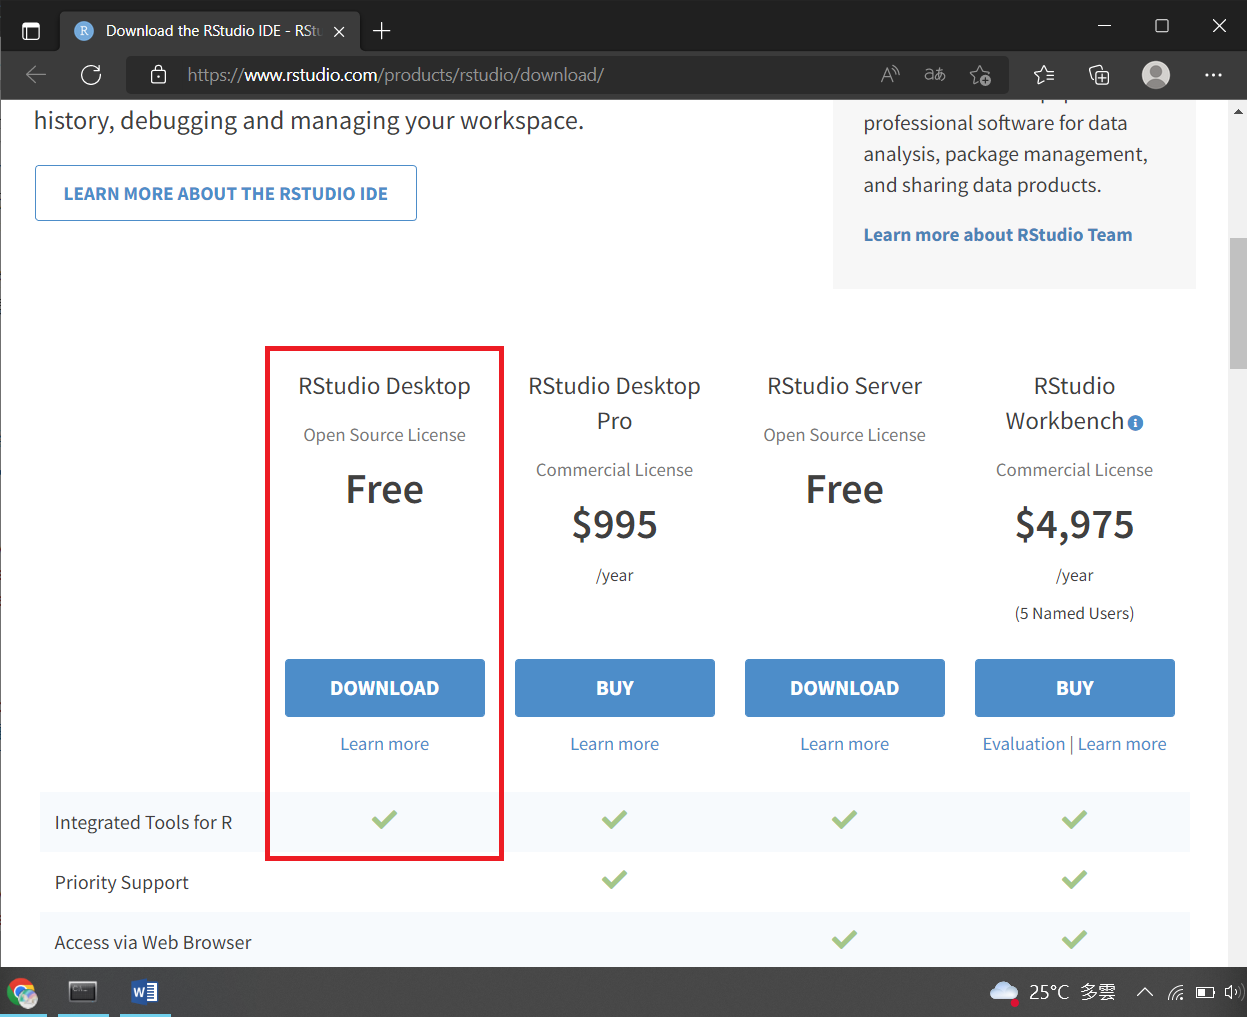 Download the RStudio IDE - RStu
https://www.rstudio.com/products/rstudio/download/
history, debugging and managing your workspace.
LEARN MORE ABOUT THE RSTUDIO IDE
professional software for data
analysis, package management,
and sharing data products.
Learn more about RStudio Team
RStudio Desktop
Open Source License
Free
DOWNLOAD
Learn more
RStudio Desktop
Pro
Commercial License
$995
/year
BUY
Learn more
RStudio Server
Open Source License
Free
DOWNLOAD
Learn more
RStudio
Workbench
Commercial License
$4,975
/year
(5 Named Users)
BUY
Evaluation | Learn more
Integrated Tools for R
Priority Support
Access via Web Browser
25°C 多雲